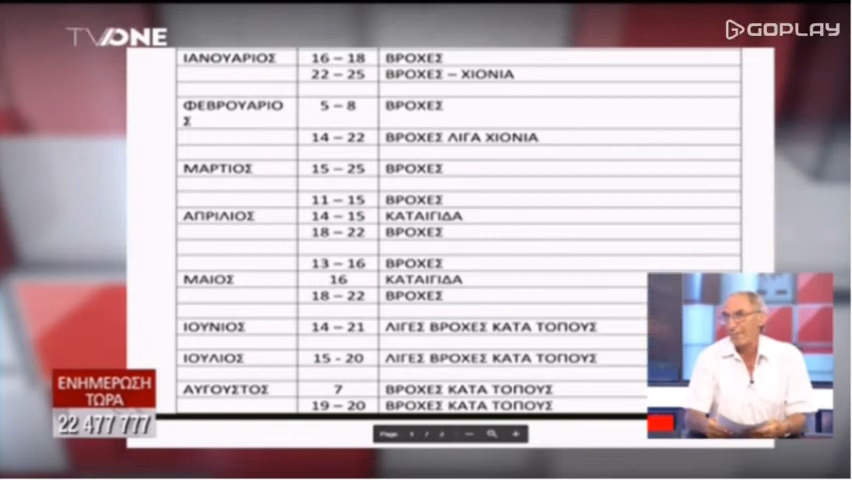 TVONE
GOPLAY
ΙΑΝΟΥΑΡΙΟΣ 16 – 18 ΒΡΟΧΕΣ
22 – 25 ΒΡΟΧΕΣ – ΧΙΟΝΙΑ
ΦΕΒΡΟΥΑΡΙΟ 5 – 8 ΒΡΟΧΕΣ
Σ
14 – 22 ΒΡΟΧΕΣ ΛΙΓΑ ΧΙΟΝΙΑ
ΜΑΡΤΙΟΣ 15 – 25 ΒΡΟΧΕΣ
11 – 15 ΒΡΟΧΕΣ
ΑΠΡΙΛΙΟΣ 14 – 15 ΚΑΤΑΙΓΙΔΑ
18 – 22 ΒΡΟΧΕΣ
13 – 16 ΒΡΟΧΕΣ
ΜΑΙΟΣ 16 ΚΑΤΑΙΓΙΔΑ
18 – 22 ΒΡΟΧΕΣ
ΙΟΥΝΙΟΣ 14 – 21 ΛΙΓΕΣ ΒΡΟΧΕΣ ΚΑΤΑ ΤΟΠΟΥΣ
ΙΟΥΛΙΟΣ 15 - 20 ΛΙΓΕΣ ΒΡΟΧΕΣ ΚΑΤΑ ΤΟΠΟΥΣ
ΑΥΓΟΥΣΤΟΣ 7 ΒΡΟΧΕΣ ΚΑΤΑ ΤΟΠΟΥΣ
19 – 20 ΒΡΟΧΕΣ ΚΑΤΑ ΤΟΠΟΥΣ
ΕΝΗΜΕΡΩΣΗ
ΤΩΡΑ
22 477 777
Page 1 / 2